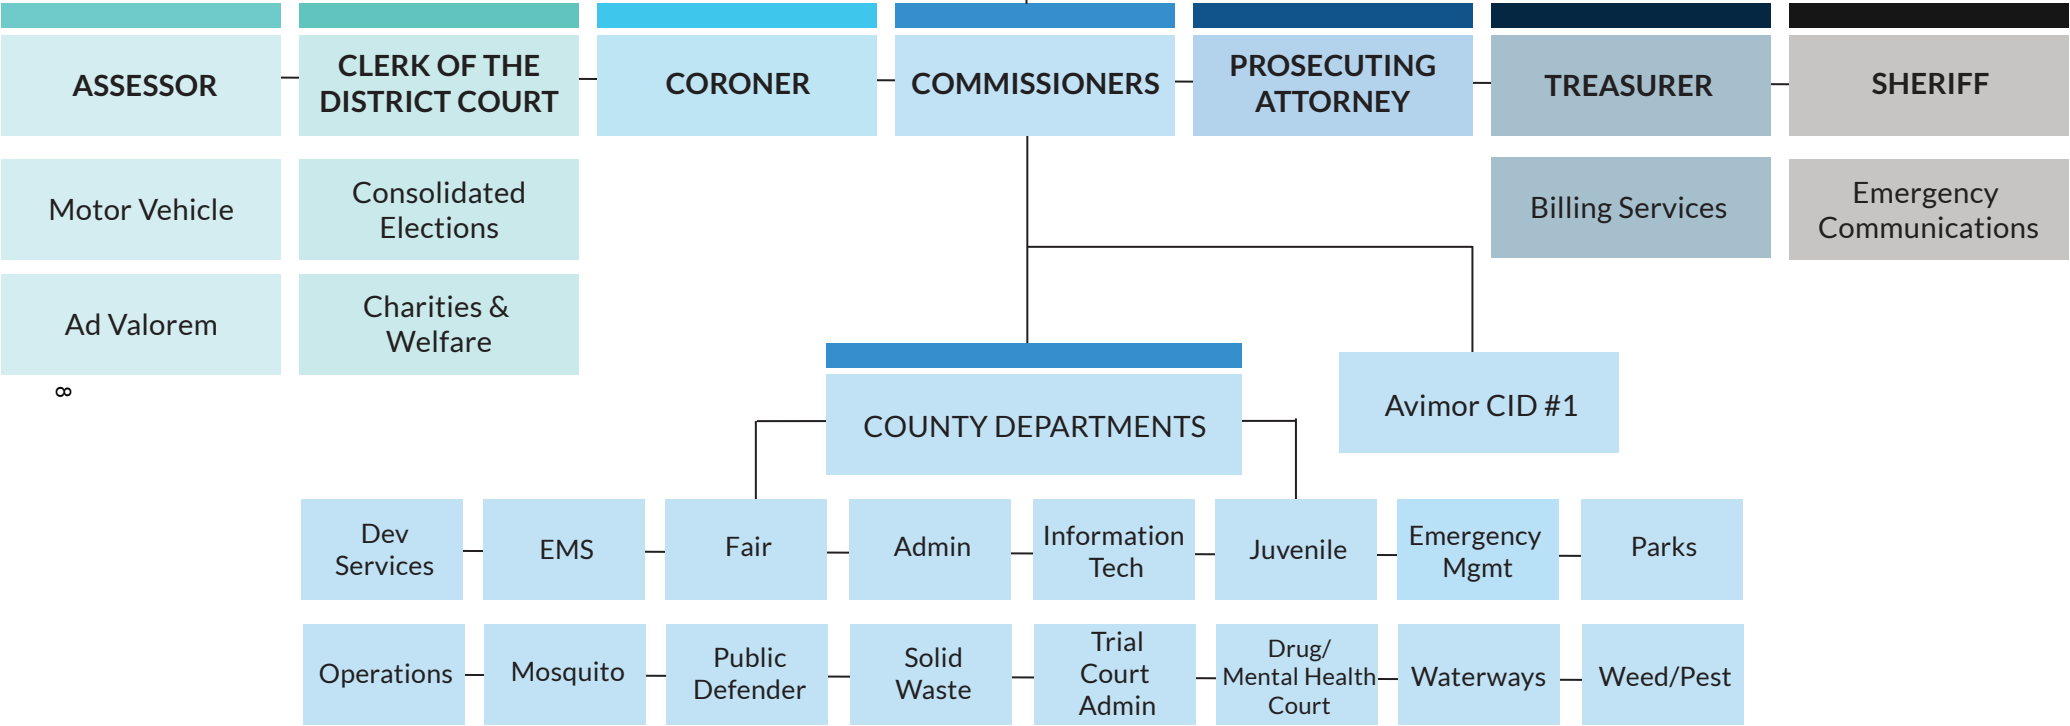 ASSESSOR
CLERK OF THE
DISTRICT COURT
CORONER
COMMISSIONERS
PROSECUTING
ATTORNEY
TREASURER
SHERIFF
Motor Vehicle
Consolidated
Elections
Billing Services
Emergency
Communications
Ad Valorem
Charities &
Welfare
8
COUNTY DEPARTMENTS
Avimor CID #1
Dev
Services
EMS
Fair
Admin
Information
Tech
Juvenile
Emergency
Mgmt
Parks
Operations
Mosquito
Public
Defender
Solid
Waste
Trial
Court
Admin
Drug/
Mental Health
Court
Waterways
Weed/Pest